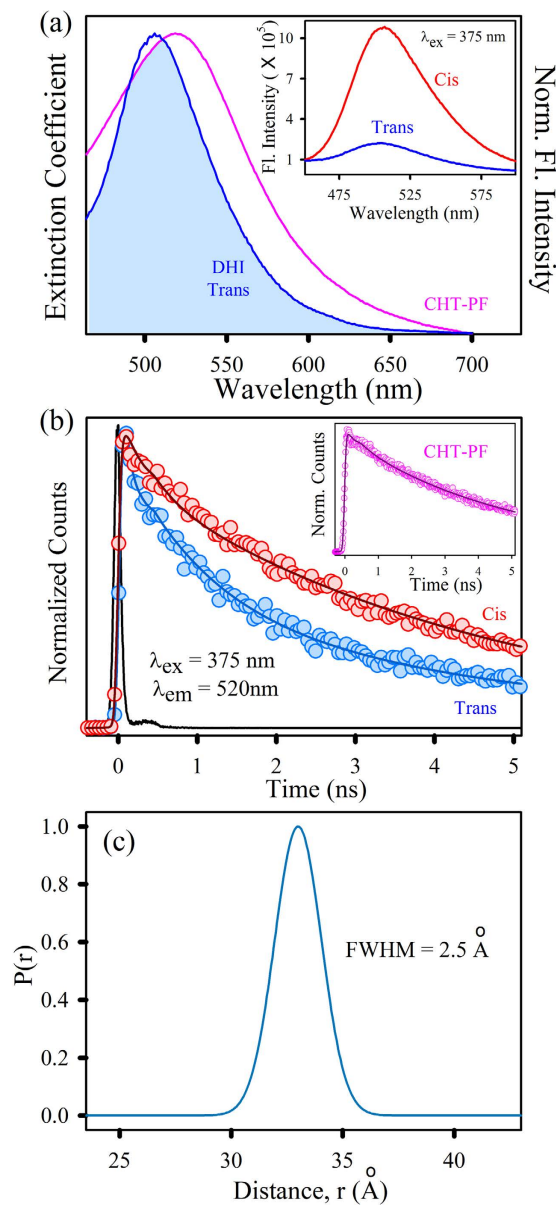 (a)
Extinction Coefficient
Norm. Fl. Intensity
DHI
Trans
CHT-PF
500 550 600 650 700
Wavelength (nm)
Fl. Intensity ( X 10⁵)
10
7
4
1
λex = 375 nm
Cis
Trans
475 525 575
Wavelength (nm)
(b)
Normalized Counts
λex = 375 nm
λem = 520nm
Cis
Trans
0 1 2 3 4 5
Time (ns)
Norm. Counts
CHT-PF
0 1 2 3 4 5
Time (ns)
(c)
P(r)
1.0
0.8
0.6
0.4
0.2
0.0
FWHM = 2.5 Å
25 30 35 40
Distance, r (Å)